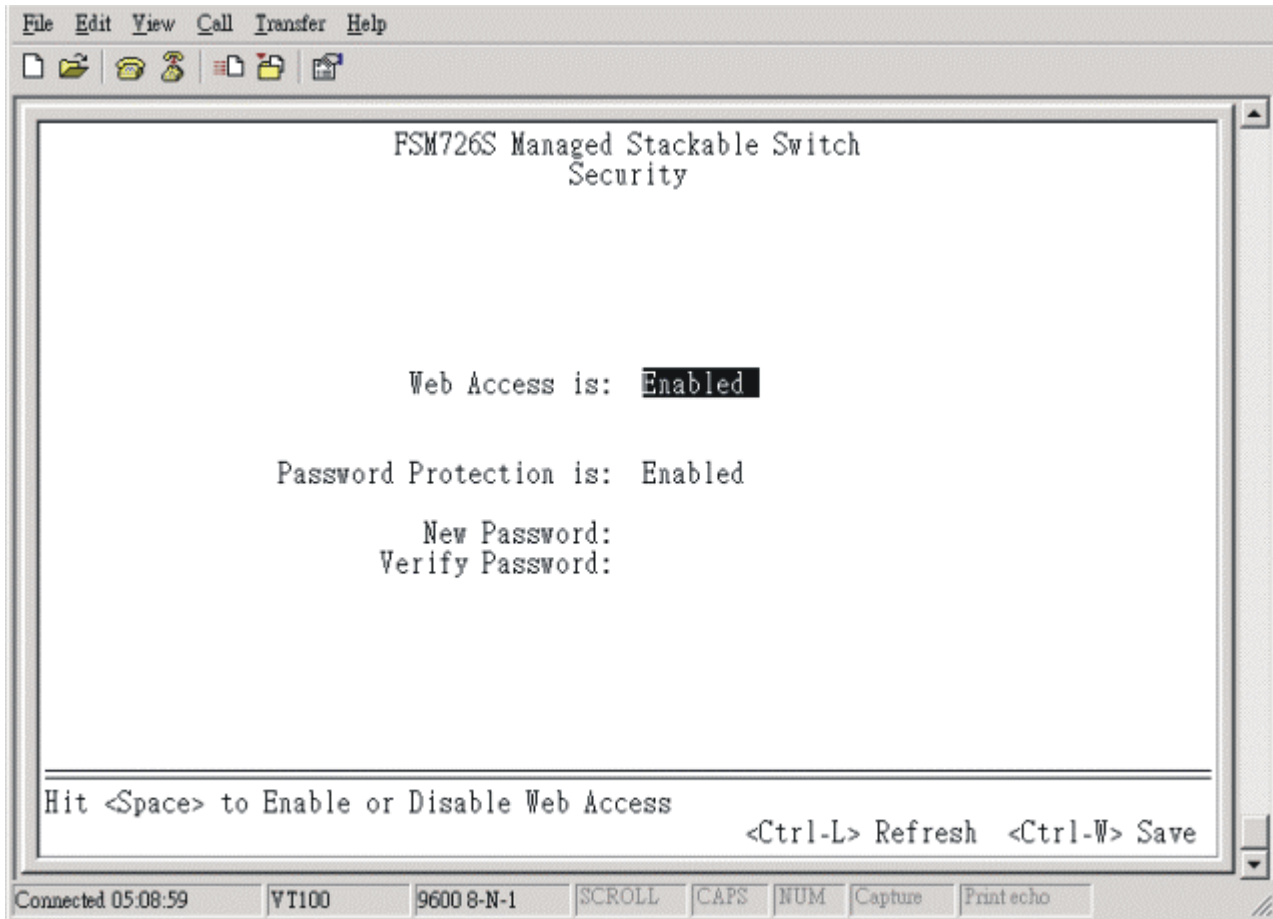 File Edit View Call Transfer Help
FSM726S Managed Stackable Switch
Security
Web Access is: Enabled
Password Protection is: Enabled
New Password:
Verify Password:
Hit <Space> to Enable or Disable Web Access
<Ctrl-L> Refresh <Ctrl-W> Save
Connected 05:08:59 VT100 9600 8-N-1 SCROLL CAPS NUM Capture Print echo